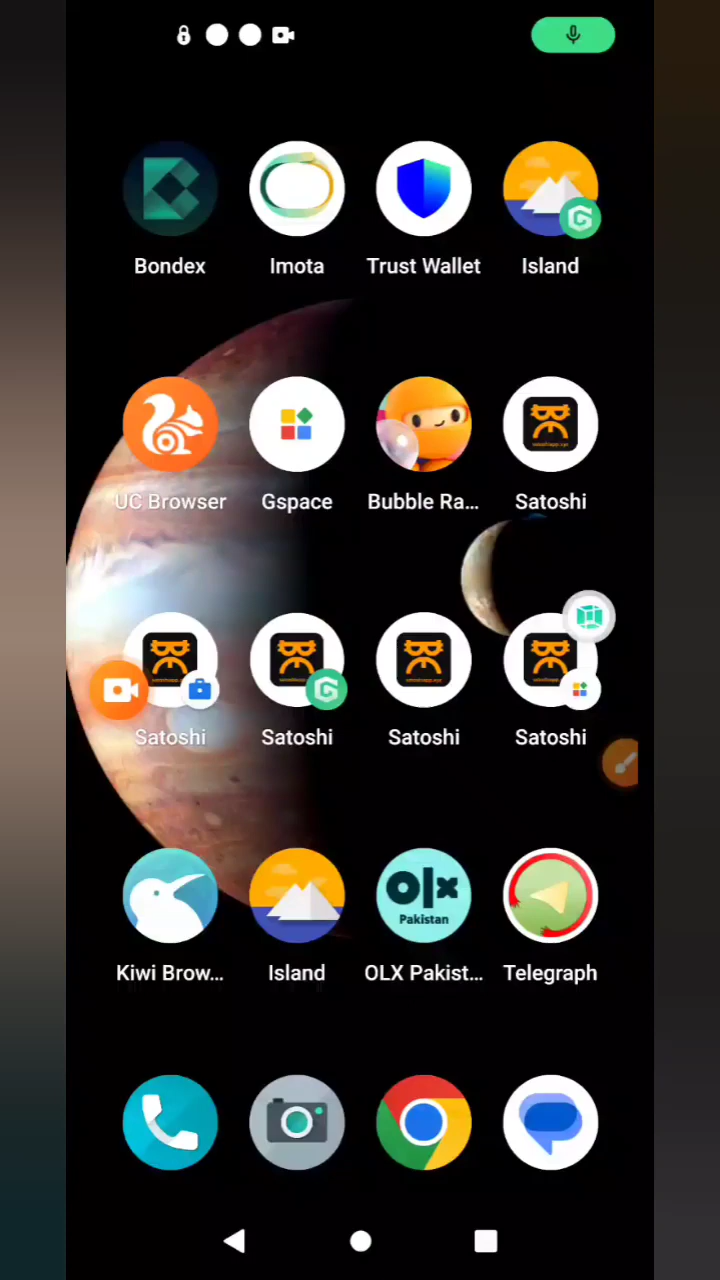 Bondex
Imota
Trust Wallet
Island
UC Browser
Gspace
Bubble Ra...
Satoshi
Satoshi
Satoshi
Satoshi
Satoshi
Kiwi Brow...
Island
olx
Pakistan
OLX Pakist...
Telegraph